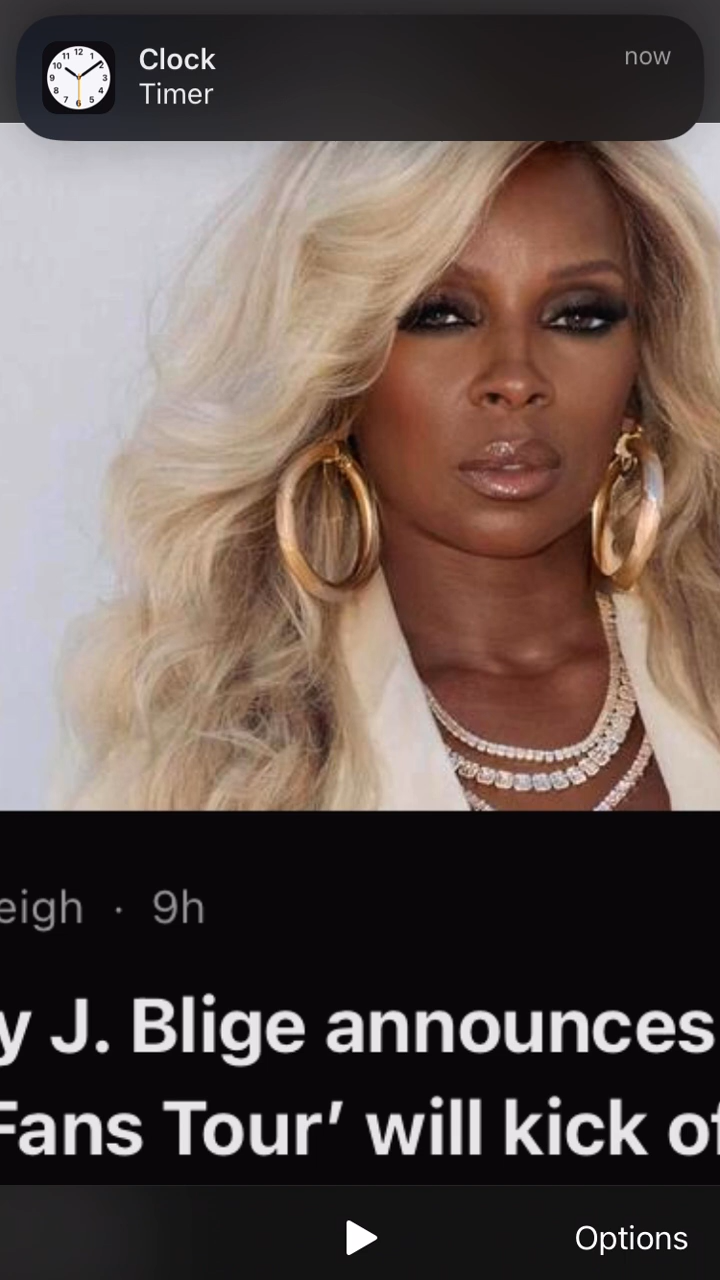 Clock
now
Timer
eigh · 9h
y J. Blige announces
Fans Tour’ will kick of
Options